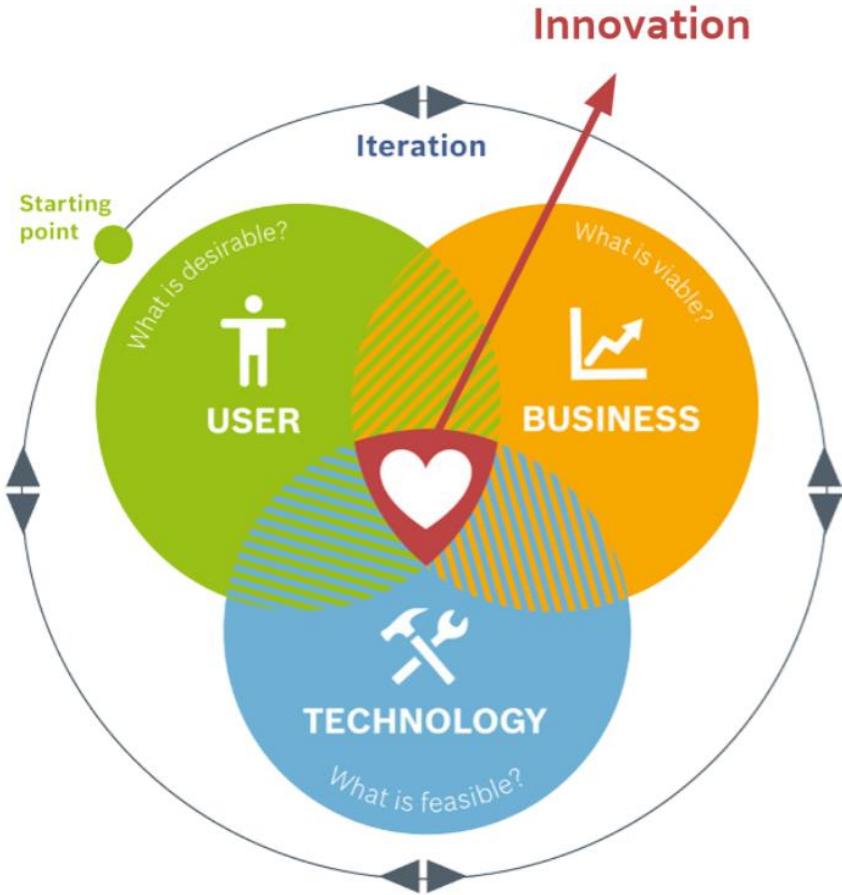 Innovation
Iteration
Starting
point
What is desirable?
What is viable?
USER
BUSINESS
TECHNOLOGY
What is feasible?